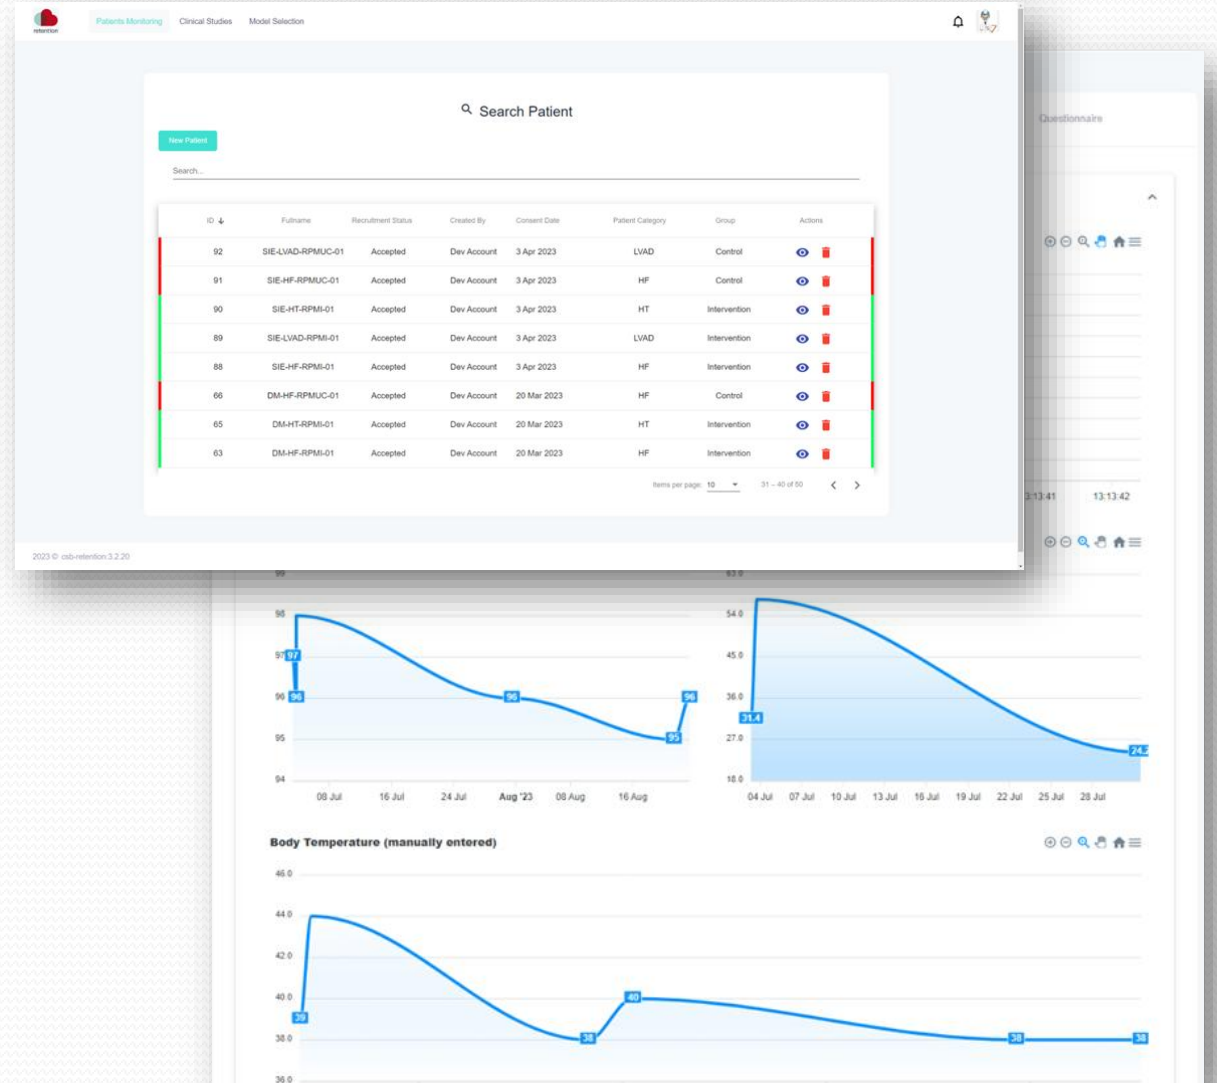 retention
Patients Monitoring Clinical Studies Model Selection
Search Patient
New Patient
Search...
ID Fullname Recruitment Status Created By Consent Date Patient Category Group Actions
92 SIE-LVAD-RPMUC-01 Accepted Dev Account 3 Apr 2023 LVAD Control
91 SIE-HF-RPMUC-01 Accepted Dev Account 3 Apr 2023 HF Control
90 SIE-HT-RPMI-01 Accepted Dev Account 3 Apr 2023 HT Intervention
89 SIE-LVAD-RPMI-01 Accepted Dev Account 3 Apr 2023 LVAD Intervention
88 SIE-HF-RPMI-01 Accepted Dev Account 3 Apr 2023 HF Intervention
66 DM-HF-RPMUC-01 Accepted Dev Account 20 Mar 2023 HF Control
65 DM-HT-RPMI-01 Accepted Dev Account 20 Mar 2023 HT Intervention
63 DM-HF-RPMI-01 Accepted Dev Account 20 Mar 2023 HF Intervention
Items per page: 10 31 – 40 of 60
2023 © csb-retention:3.2.20
Questionnaire
13:13:41 13:13:42
99
98
97
96
95
94
97
96
96
95
96
08 Jul 16 Jul 24 Jul Aug '23 08 Aug 16 Aug
63.0
54.0
45.0
36.0
27.0
18.0
31.4
24.2
04 Jul 07 Jul 10 Jul 13 Jul 16 Jul 19 Jul 22 Jul 25 Jul 28 Jul
Body Temperature (manually entered)
46.0
44.0
42.0
40.0
38.0
36.0
39
38
40
38
38